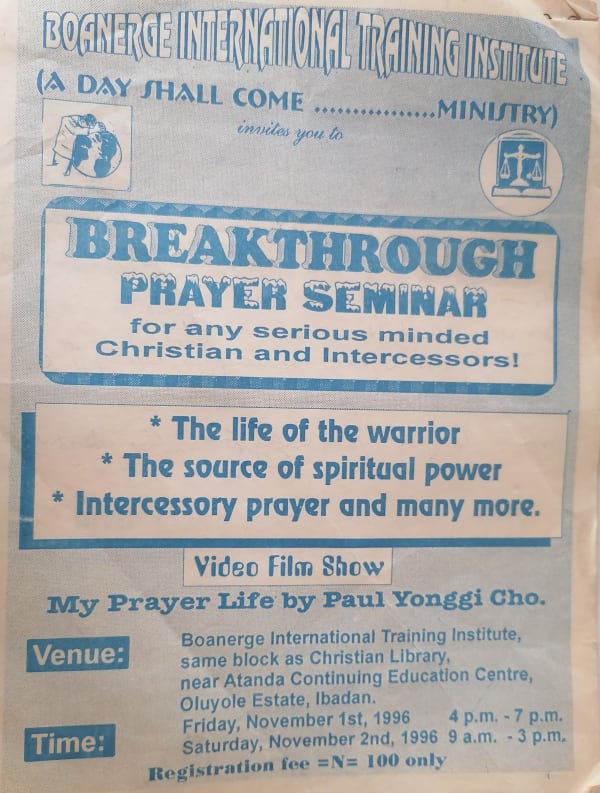 BOANERGE INTERNATIONAL TRAINING INSTITUTE
(A DAY SHALL COME ................MINISTRY)
invites you to
BREAKTHROUGH
PRAYER SEMINAR
for any serious minded
Christian and Intercessors!
* The life of the warrior
* The source of spiritual power
* Intercessory prayer and many more.
Video Film Show
My Prayer Life by Paul Yonggi Cho.
Venue:
Boanerge International Training Institute,
same block as Christian Library,
near Atanda Continuing Education Centre,
Oluyole Estate, Ibadan.
Time:
Friday, November 1st, 1996 4 p.m. - 7 p.m.
Saturday, November 2nd, 1996 9 a.m. - 3 p.m.
Registration fee =N= 100 only